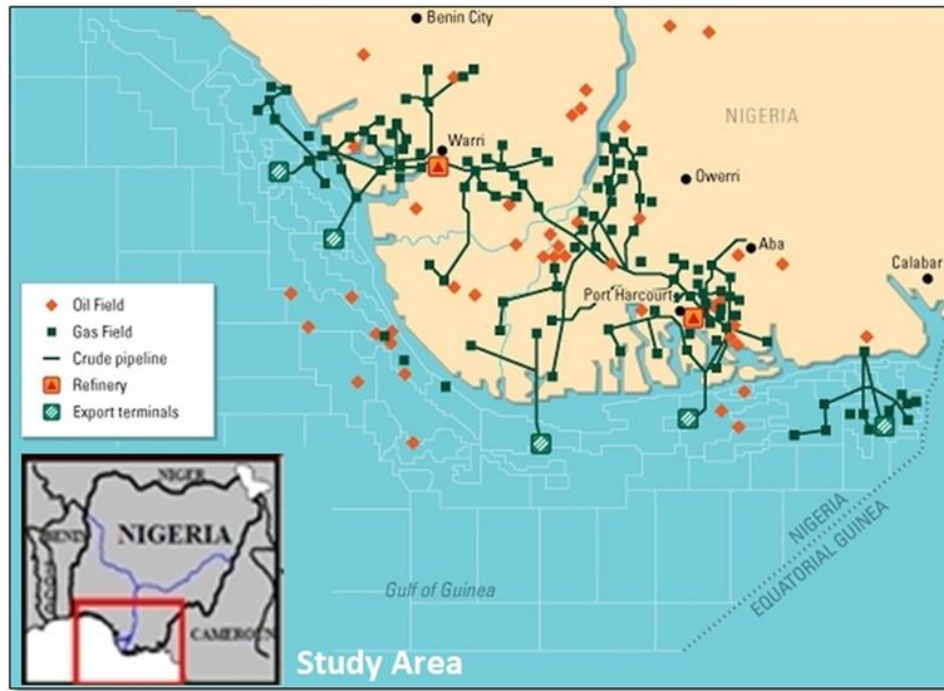 Benin City
NIGERIA
Warri
Owerri
Aba
Calabar
Port Harcourt
Oil Field
Gas Field
Crude pipeline
Refinery
Export terminals
NIGERIA
EQUATORIAL GUINEA
Gulf of Guinea
NIGER
BENIN
NIGERIA
CAMEROUN
Study Area